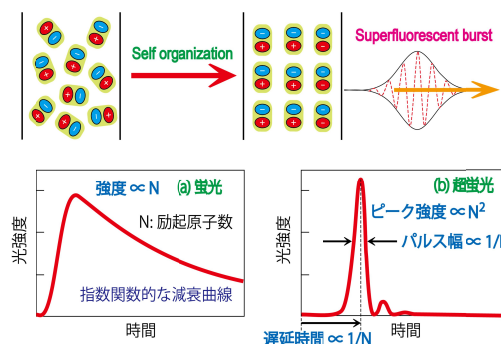 Self organization
Superfluorescent burst
強度 ∝ N
(a) 蛍光
N: 励起原子数
指数関数的な減衰曲線
光強度
時間
(b) 超蛍光
ピーク強度 ∝ N²
パルス幅 ∝ 1/N
光強度
時間
遅延時間 ∝ 1/N